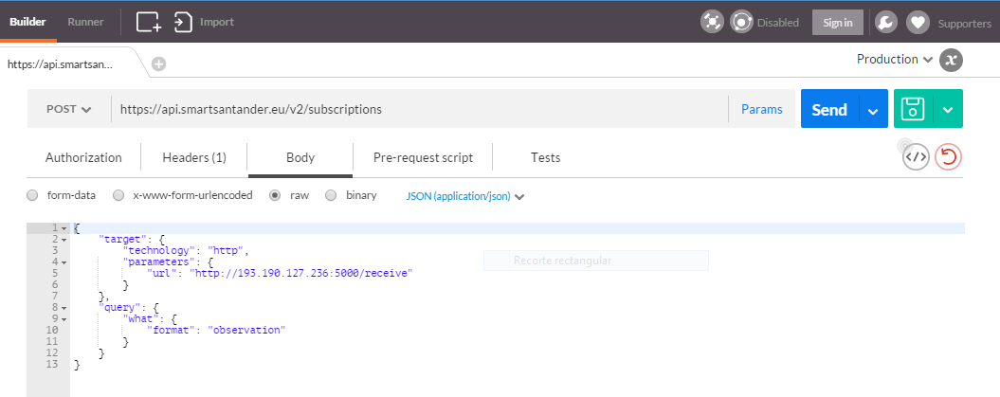 Builder Runner Import Disabled Sign in Supporters
https://api.smartsan... Production x
POST https://api.smartsantander.eu/v2/subscriptions Params Send
Authorization Headers (1) Body Pre-request script Tests </>
form-data x-www-form-urlencoded raw binary JSON (application/json)
1 {
2 "target": {
3 "technology": "http",
4 "parameters": {
5 "url": "http://193.190.127.236:5000/receive"
6 }
7 },
8 "query": {
9 "what": {
10 "format": "observation"
11 }
12 }
13 }
Recorte rectangular